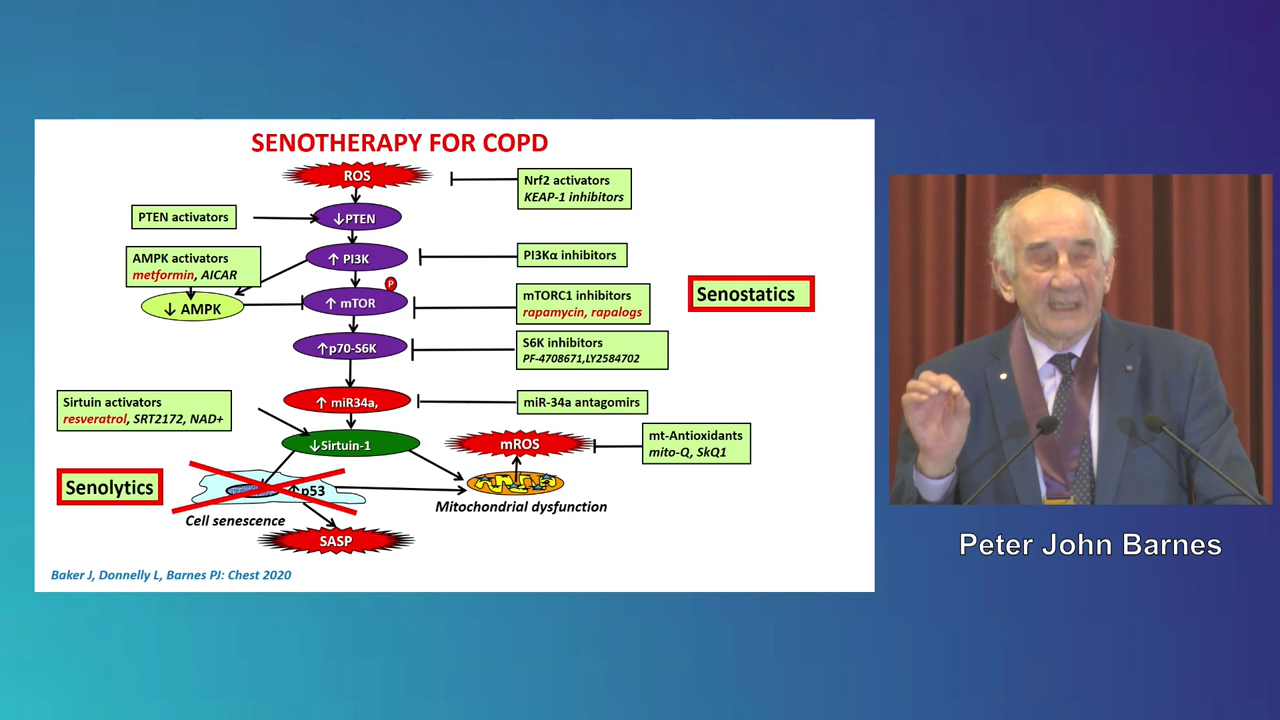 SENOTHERAPY FOR COPD
ROS
Nrf2 activators
KEAP-1 inhibitors
PTEN activators
↓PTEN
AMPK activators
metformin, AICAR
↑ PI3K
PI3Kα inhibitors
P
↓ AMPK
↑ mTOR
mTORC1 inhibitors
rapamycin, rapalogs
Senostatics
↑p70-S6K
S6K inhibitors
PF-4708671,LY2584702
Sirtuin activators
resveratrol, SRT2172, NAD+
↑ miR34a,
miR-34a antagomirs
↓Sirtuin-1
mROS
mt-Antioxidants
mito-Q, SkQ1
Senolytics
↑p53
Cell senescence
Mitochondrial dysfunction
SASP
Baker J, Donnelly L, Barnes PJ: Chest 2020
Peter John Barnes